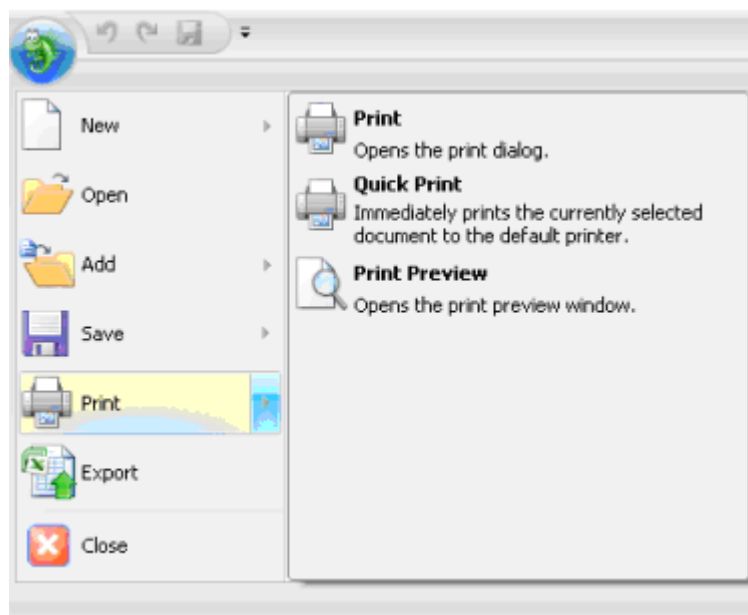 New
Open
Add
Save
Print
Export
Close
Print
Opens the print dialog.
Quick Print
Immediately prints the currently selected
document to the default printer.
Print Preview
Opens the print preview window.